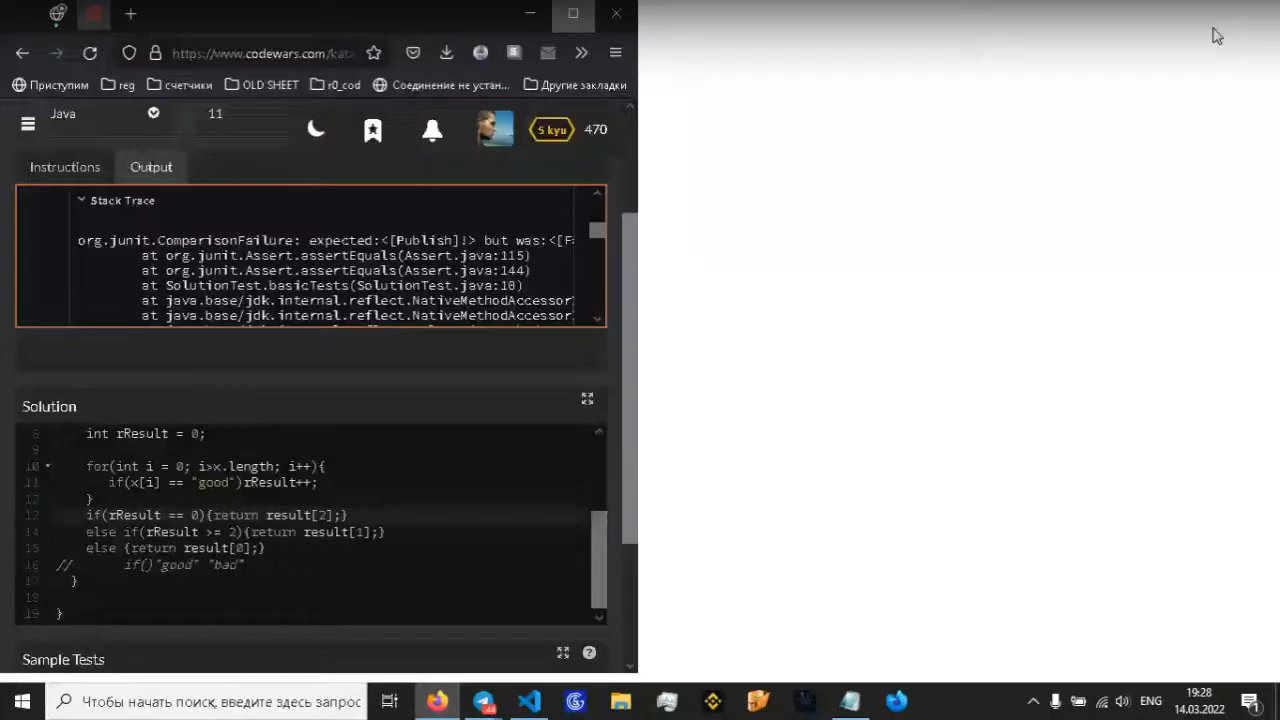 https://www.codewars.com/kata
Приступим
reg
счетчики
OLD SHEET
r0_cod
Соединение не устан...
Другие закладки
Java
11
5 kyu
470
Instructions
Output
Stack Trace
org.junit.ComparisonFailure: expected:<[Publish]!> but was:<[F
at org.junit.Assert.assertEquals(Assert.java:115)
at org.junit.Assert.assertEquals(Assert.java:144)
at SolutionTest.basicTests(SolutionTest.java:10)
at java.base/jdk.internal.reflect.NativeMethodAccessor
at java.base/jdk.internal.reflect.NativeMethodAccessor
Solution
8 int rResult = 0;
9
10 for(int i = 0; i>x.length; i++){
11 if(x[i] == "good")rResult++;
12 }
13 if(rResult == 0){return result[2];}
14 else if(rResult >= 2){return result[1];}
15 else {return result[0];}
16 // if()"good" "bad"
17 }
18
19 }
Sample Tests
Чтобы начать поиск, введите здесь запрос
44
ENG
19:28
14.03.2022
1